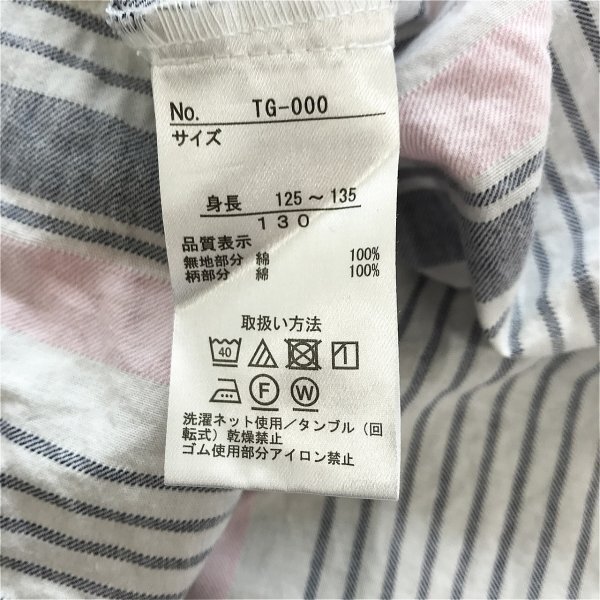 No. TG-000
サイズ
身長 125～135
130
品質表示
無地部分 綿 100%
柄部分 綿 100%
取扱い方法
40
F W
洗濯ネット使用／タンブル（回
転式）乾燥禁止
ゴム使用部分アイロン禁止